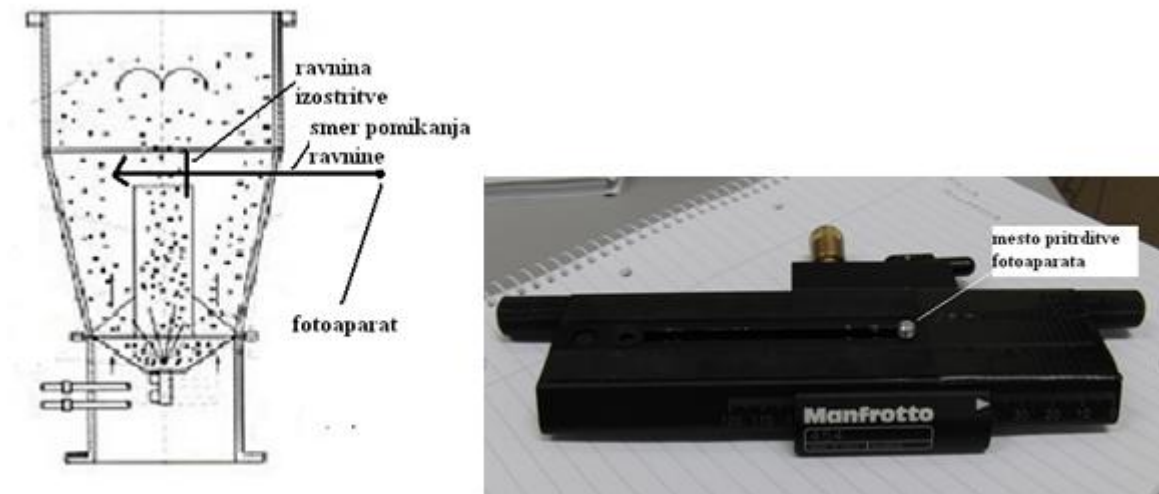 ravnina
izostritve
smer pomikanja
ravnine
fotoaparat
mesto pritrditve
fotoaparata
Manfrotto